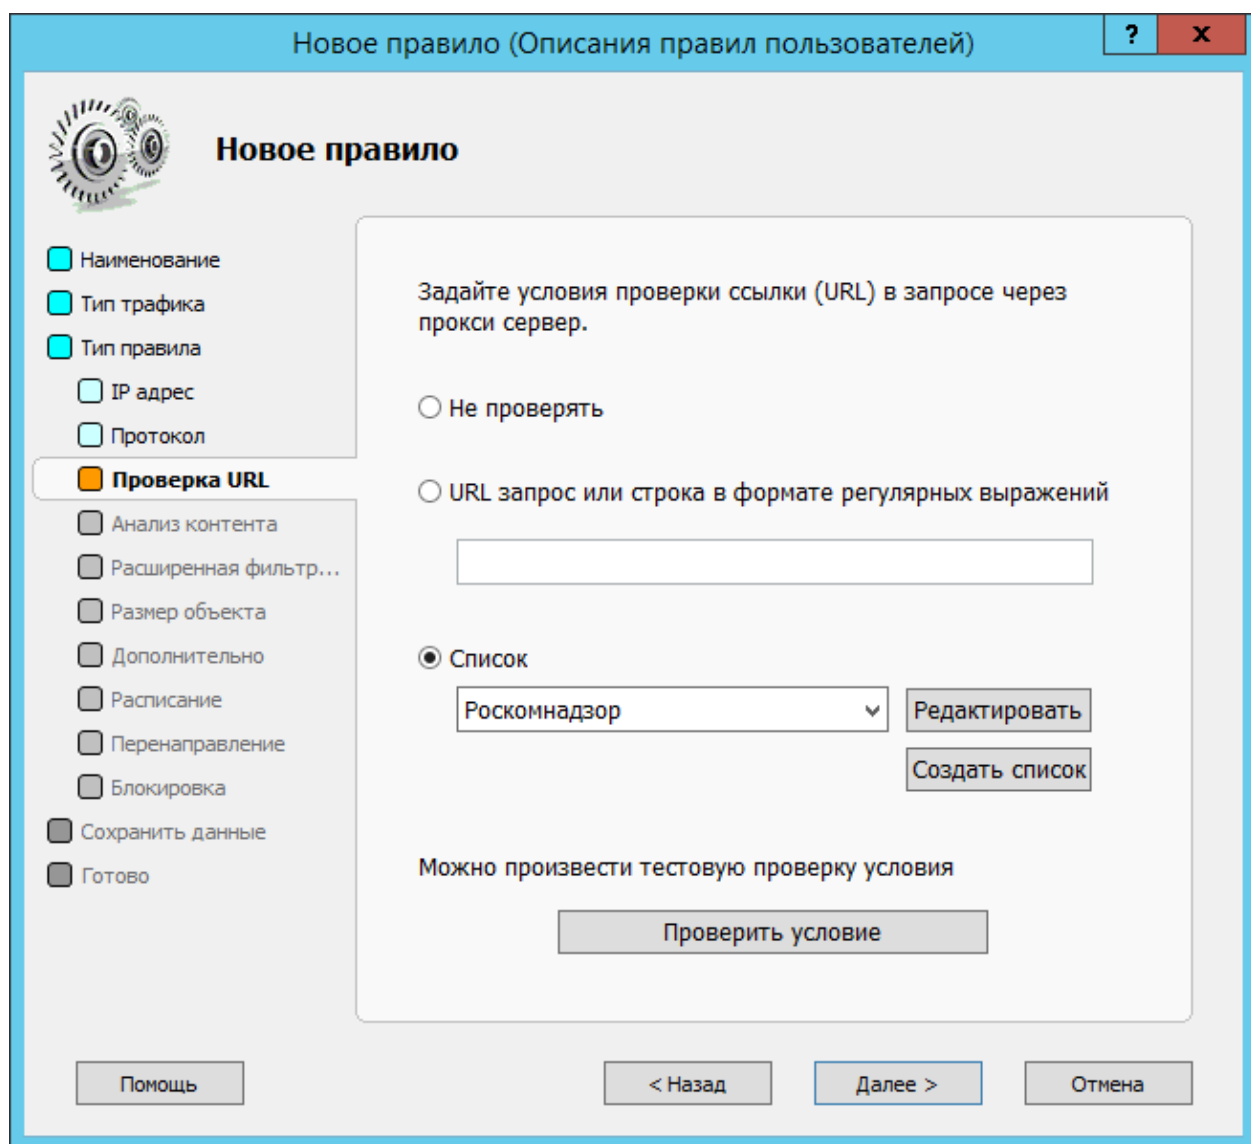 Новое правило (Описания правил пользователей)
?
x
Новое правило
Наименование
Тип трафика
Тип правила
IP адрес
Протокол
Проверка URL
Анализ контента
Расширенная фильтр...
Размер объекта
Дополнительно
Расписание
Перенаправление
Блокировка
Сохранить данные
Готово
Задайте условия проверки ссылки (URL) в запросе через
прокси сервер.
Не проверять
URL запрос или строка в формате регулярных выражений
Список
Роскомнадзор
Редактировать
Создать список
Можно произвести тестовую проверку условия
Проверить условие
Помощь
< Назад
Далее >
Отмена